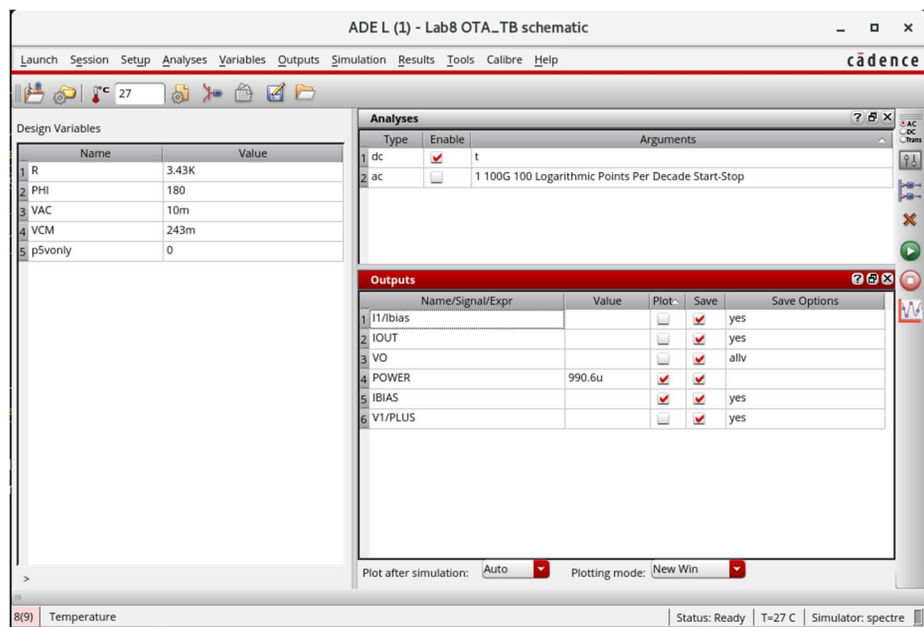 ADE L (1) - Lab8 OTA_TB schematic
Launch Session Setup Analyses Variables Outputs Simulation Results Tools Calibre Help
cādence
°C 27
Design Variables
Name Value
1 R 3.43K
2 PHI 180
3 VAC 10m
4 VCM 243m
5 p5vonly 0
>
Analyses
Type Enable Arguments
1 dc t
2 ac 1 100G 100 Logarithmic Points Per Decade Start-Stop
AC
DC
Trans
Outputs
Name/Signal/Expr Value Plot Save Save Options
1 I1/Ibias yes
2 IOUT yes
3 VO allv
4 POWER 990.6u
5 IBIAS yes
6 V1/PLUS yes
Plot after simulation: Auto Plotting mode: New Win
8(9) Temperature Status: Ready T=27 C Simulator: spectre